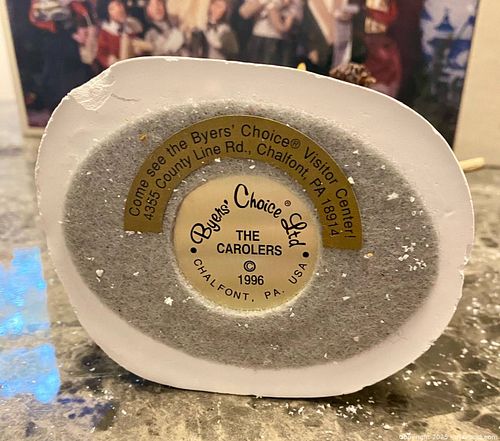 Come see the Byers' Choice® Visitor Center!
4355 County Line Rd., Chalfont, PA 18914
Byers' Choice® Ltd
THE
CAROLERS
©
1996
CHALFONT, PA. USA